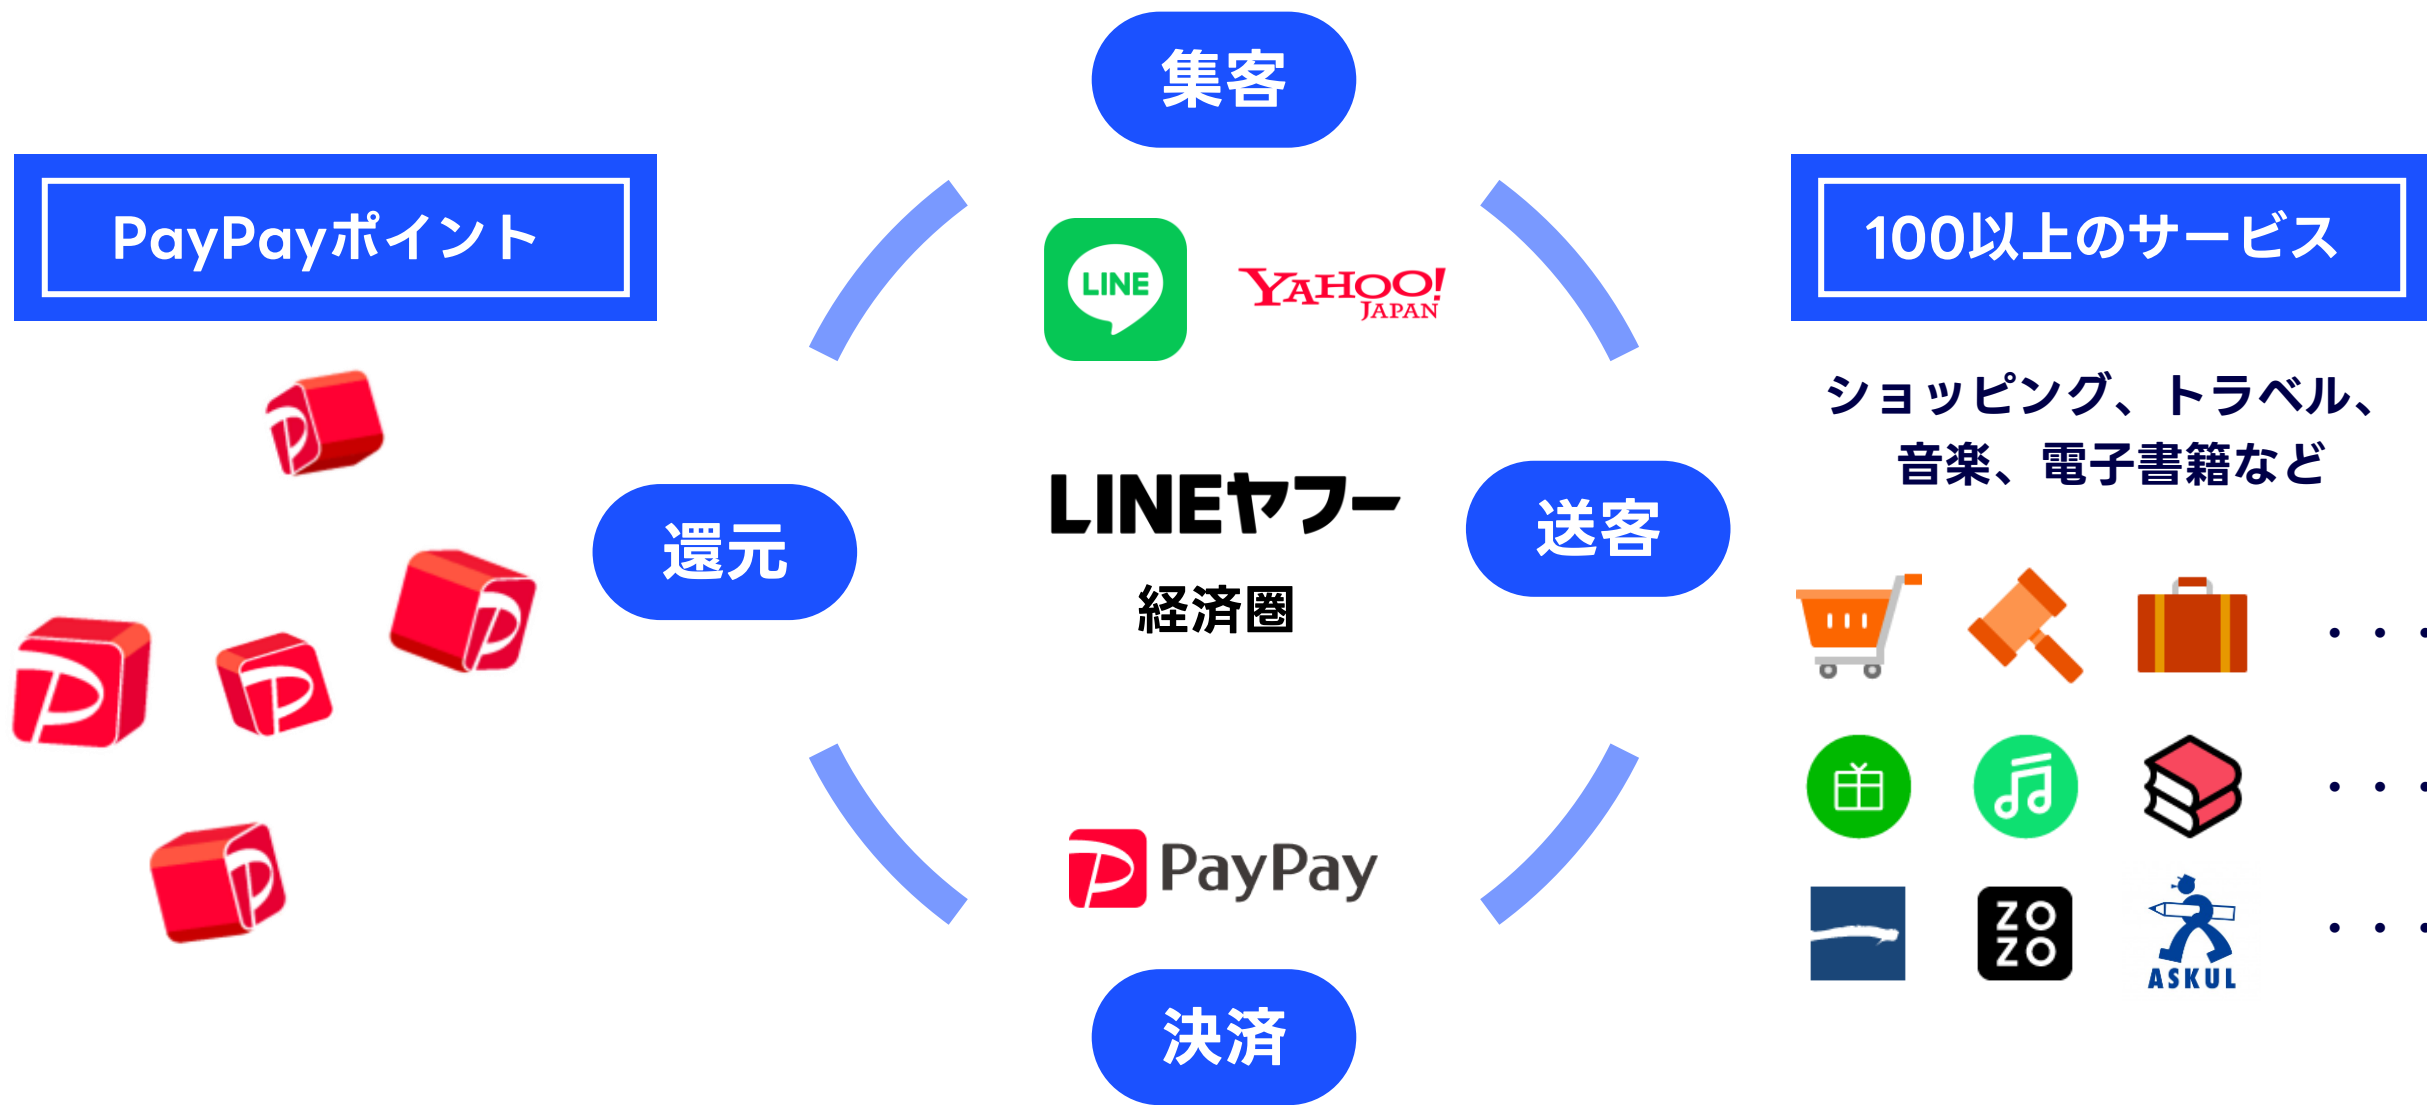 集客
PayPayポイント
100以上のサービス
LINE
YAHOO!
JAPAN
ショッピング、トラベル、
音楽、電子書籍など
LINEヤフー
経済圏
還元
送客
PayPay
ZO
ZO
ASKUL
決済